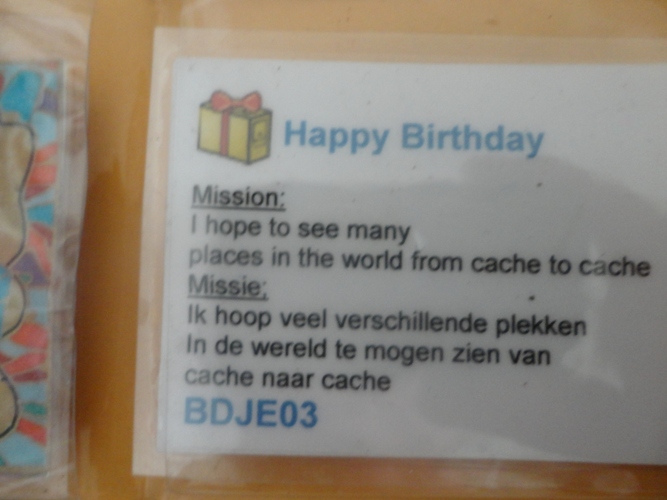 Happy Birthday
Mission:
I hope to see many
places in the world from cache to cache
Missie:
Ik hoop veel verschillende plekken
In de wereld te mogen zien van
cache naar cache
BDJE03